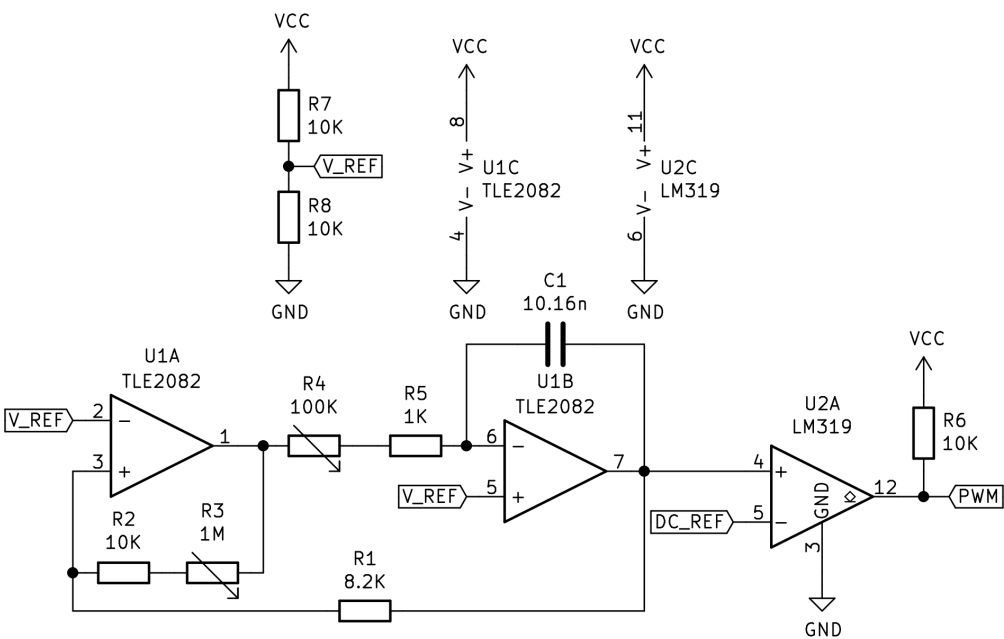 VCC
R7
10K
V_REF
R8
10K
GND
VCC
8
V+
V-
4
U1C
TLE2082
GND
VCC
11
V+
V-
6
U2C
LM319
GND
C1
10.16n
U1A
TLE2082
V_REF
2
-
3
+
1
R2
10K
R3
1M
R4
100K
R5
1K
U1B
TLE2082
6
-
V_REF
5
+
7
R1
8.2K
U2A
LM319
4
+
DC_REF
5
-
GND
3
12
GND
VCC
R6
10K
PWM